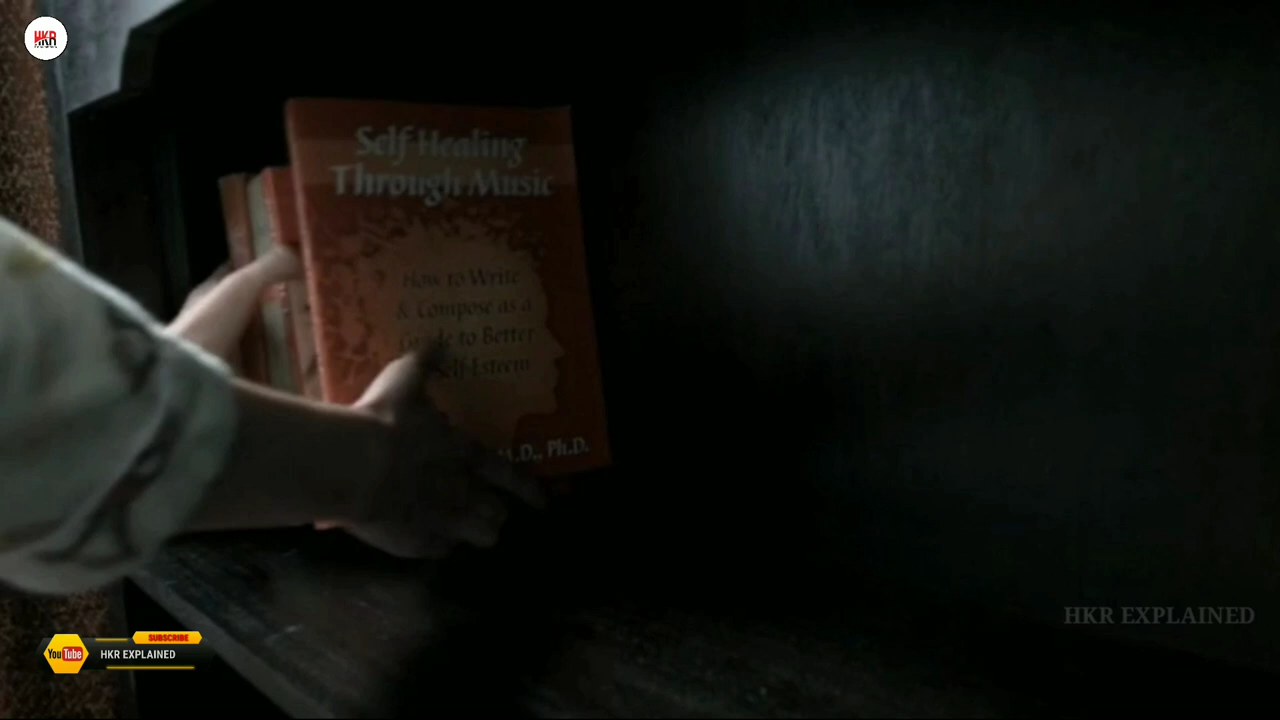 HKR
Self Healing
Through Music
How to Write
& Compose as a
Guide to Better
Self-Esteem
M.D., Ph.D.
HKR EXPLAINED
SUBSCRIBE
YouTube
HKR EXPLAINED